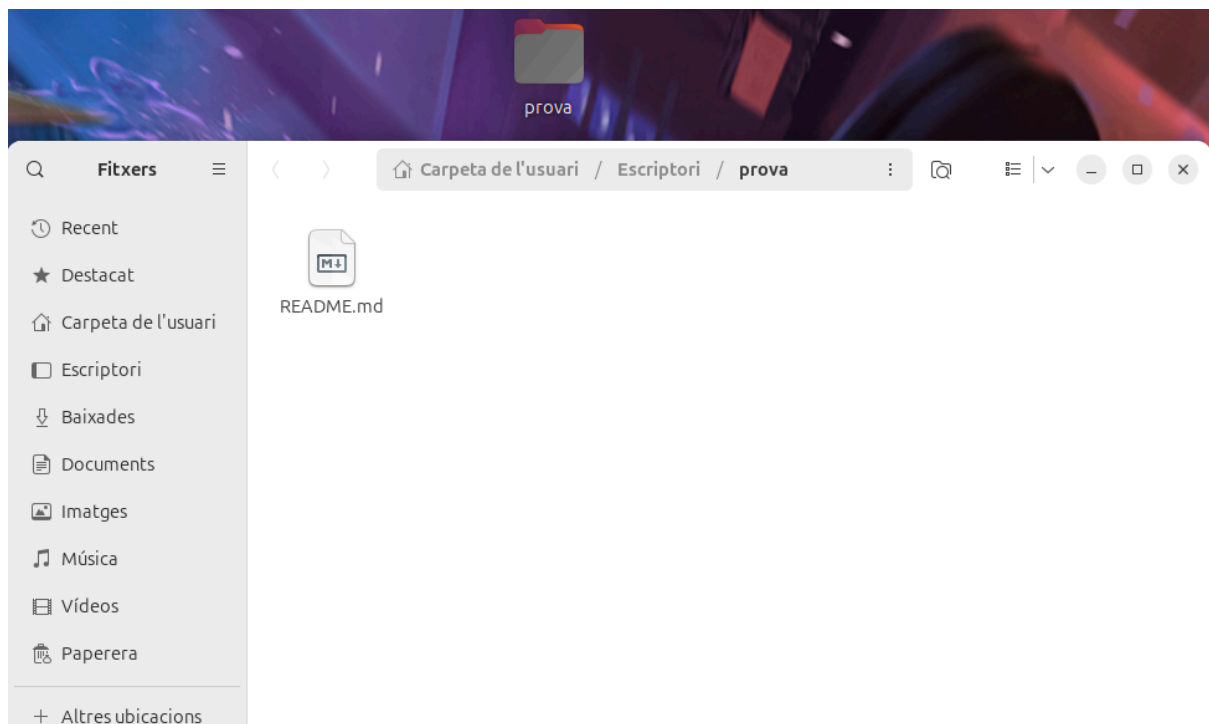 prova
Fitxers
Carpeta de l'usuari / Escriptori / prova
Recent
Destacat
Carpeta de l'usuari
Escriptori
Baixades
Documents
Imatges
Música
Vídeos
Paperera
+ Altres ubicacions
M
README.md